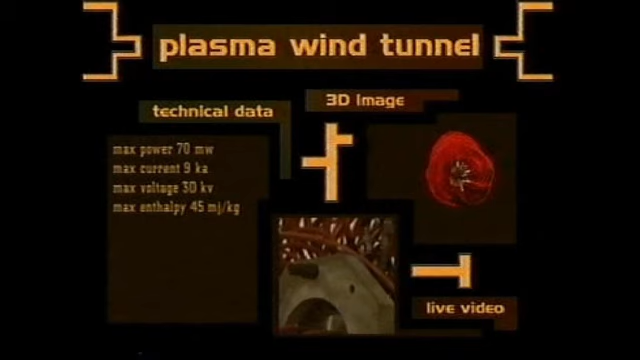 plasma wind tunnel
technical data
3D Image
max power 70 mw
max current 9 ka
max voltage 30 kv
max enthalpy 45 mj/kg
live video